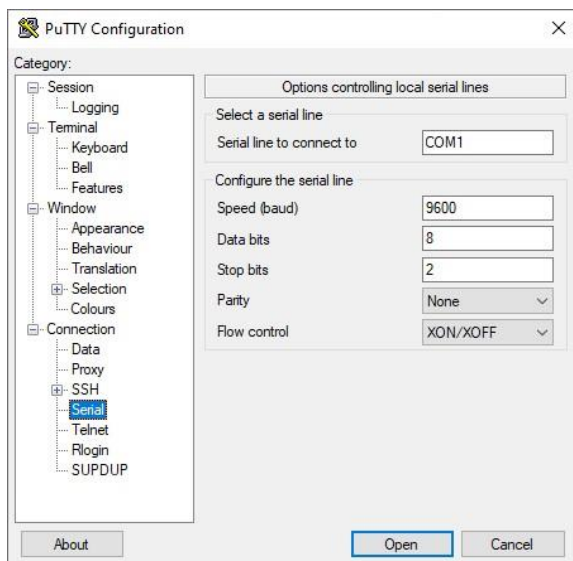 PuTTY Configuration
Category:
Session
Logging
Terminal
Keyboard
Bell
Features
Window
Appearance
Behaviour
Translation
Selection
Colours
Connection
Data
Proxy
SSH
Serial
Telnet
Rlogin
SUPDUP
Options controlling local serial lines
Select a serial line
Serial line to connect to COM1
Configure the serial line
Speed (baud) 9600
Data bits 8
Stop bits 2
Parity None
Flow control XON/XOFF
About Open Cancel